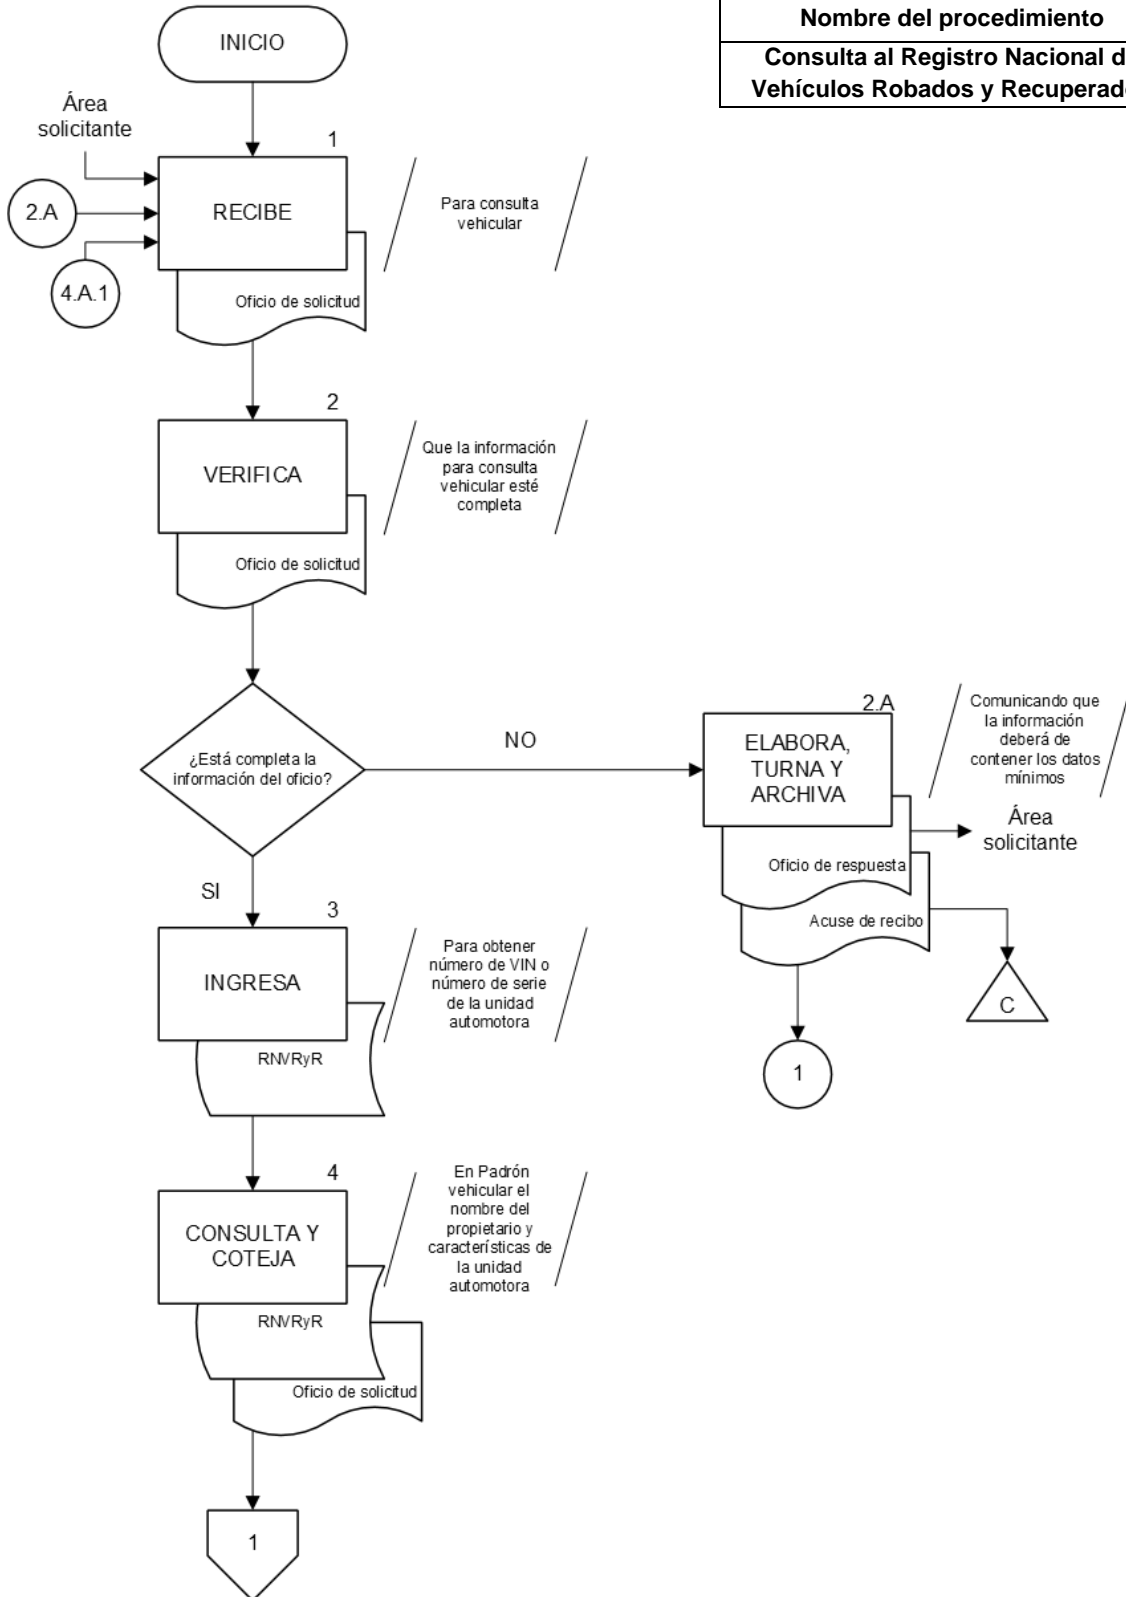 Nombre del procedimiento
Consulta al Registro Nacional d
Vehículos Robados y Recuperad
INICIO
Área
solicitante
1
RECIBE
2.A
4.A.1
Para consulta
vehicular
Oficio de solicitud
2
VERIFICA
Que la información
para consulta
vehicular esté
completa
Oficio de solicitud
¿Está completa la
información del oficio?
NO
SI
2.A
ELABORA,
TURNA Y
ARCHIVA
Comunicando que
la información
deberá de
contener los datos
mínimos
Área
solicitante
Oficio de respuesta
Acuse de recibo
C
1
3
INGRESA
Para obtener
número de VIN o
número de serie
de la unidad
automotora
RNVRyR
4
CONSULTA Y
COTEJA
En Padrón
vehicular el
nombre del
propietario y
características de
la unidad
automotora
RNVRyR
Oficio de solicitud
1